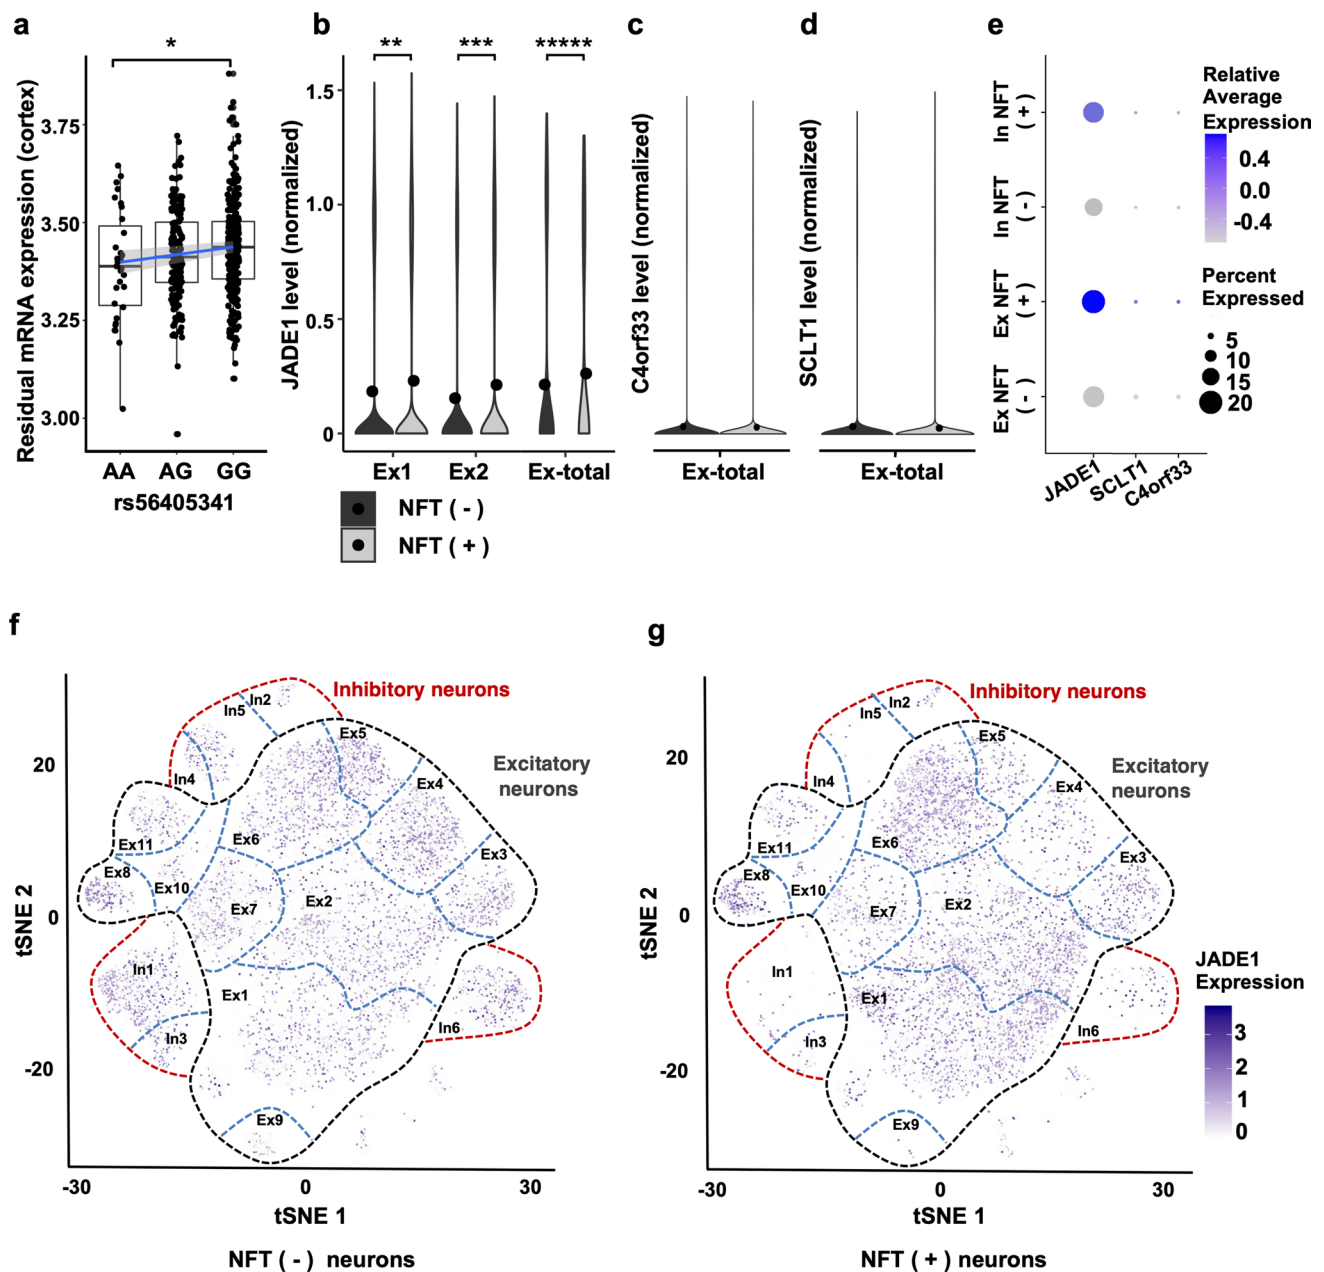 a
b
c
d
e
*
**
***
*****
Residual mRNA expression (cortex)
3.75
3.50
3.25
3.00
AA
AG
GG
rs56405341
JADE1 level (normalized)
1.5
1.0
0.5
0
Ex1
Ex2
Ex-total
NFT ( - )
NFT ( + )
C4orf33 level (normalized)
Ex-total
SCLT1 level (normalized)
Ex-total
In NFT
( + )
In NFT
( - )
Ex NFT
( + )
Ex NFT
( - )
JADE1
SCLT1
C4orf33
Relative
Average
Expression
0.4
0.0
-0.4
Percent
Expressed
5
10
15
20
f
Inhibitory neurons
Excitatory
neurons
In2
In5
In4
Ex5
Ex4
Ex6
Ex3
Ex11
Ex8
Ex10
Ex7
Ex2
In1
Ex1
In3
In6
Ex9
tSNE 2
20
0
-20
-30
0
30
tSNE 1
NFT ( - ) neurons
g
Inhibitory neurons
Excitatory
neurons
In2
In5
In4
Ex5
Ex4
Ex6
Ex3
Ex11
Ex8
Ex10
Ex7
Ex2
In1
Ex1
In3
In6
Ex9
tSNE 2
20
0
-20
-30
0
30
tSNE 1
NFT ( + ) neurons
JADE1
Expression
3
2
1
0